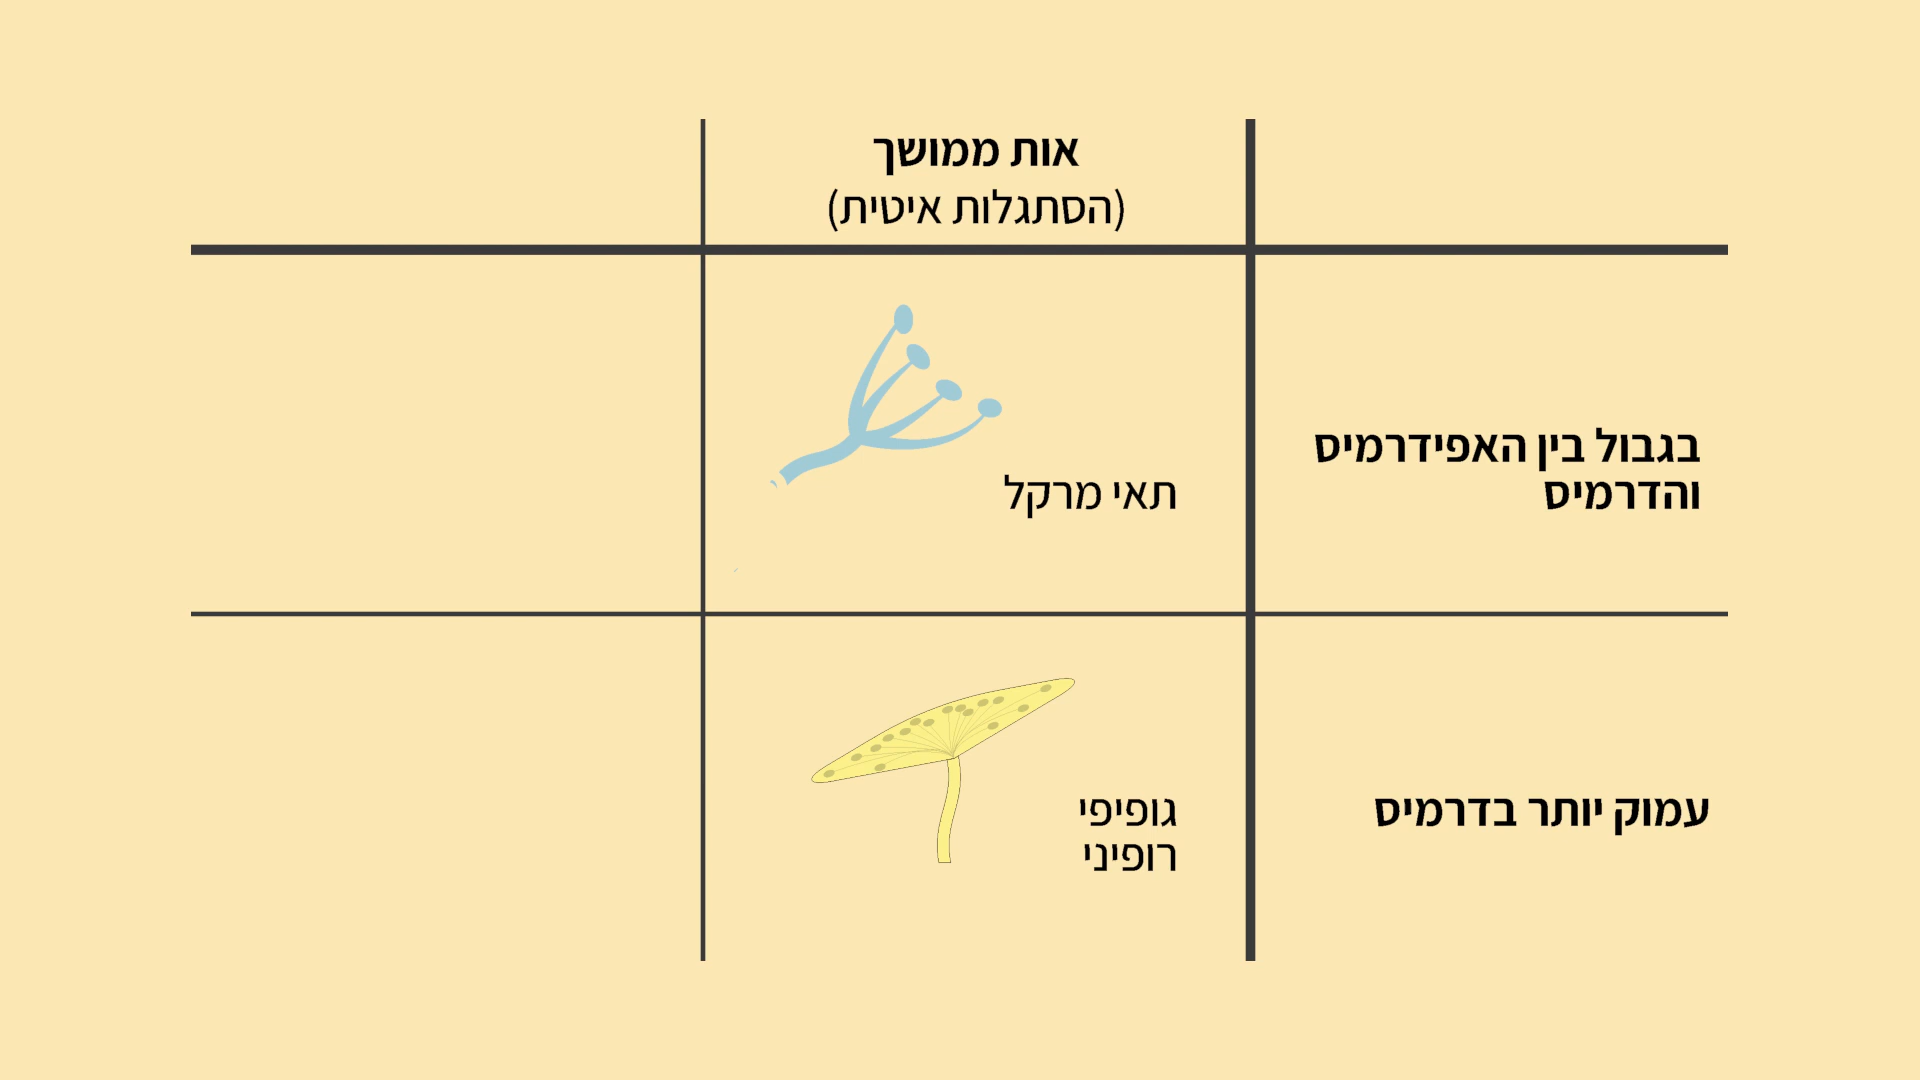 אות ממושך
(הסתגלות איטית)
בגבול בין האפידרמיס
והדרמיס
תאי מרקל
עמוק יותר בדרמיס
גופיפי
רופיני